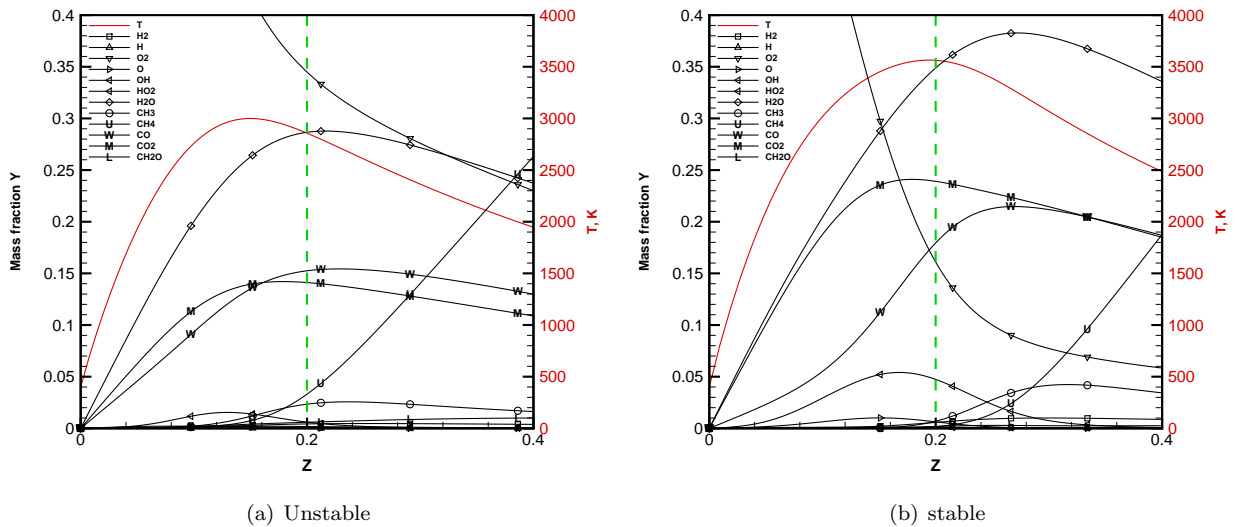 Mass fraction Y
0.4
0.35
0.3
0.25
0.2
0.15
0.1
0.05
0
T
H2
H
O2
O
OH
HO2
H2O
CH3
CH4
CO
CO2
CH2O
U
W
M
L
W
W
W
W
W
M
M
M
M
M
U
U
U
L
4000
3500
3000
2500
2000
1500
1000
500
0
T, K
0
0.2
0.4
Z
(a) Unstable
Mass fraction Y
0.4
0.35
0.3
0.25
0.2
0.15
0.1
0.05
0
T
H2
H
O2
O
OH
HO2
H2O
CH3
CH4
CO
CO2
CH2O
U
W
M
L
M
M
M
M
W
W
W
W
U
U
4000
3500
3000
2500
2000
1500
1000
500
0
T, K
0
0.2
0.4
Z
(b) stable